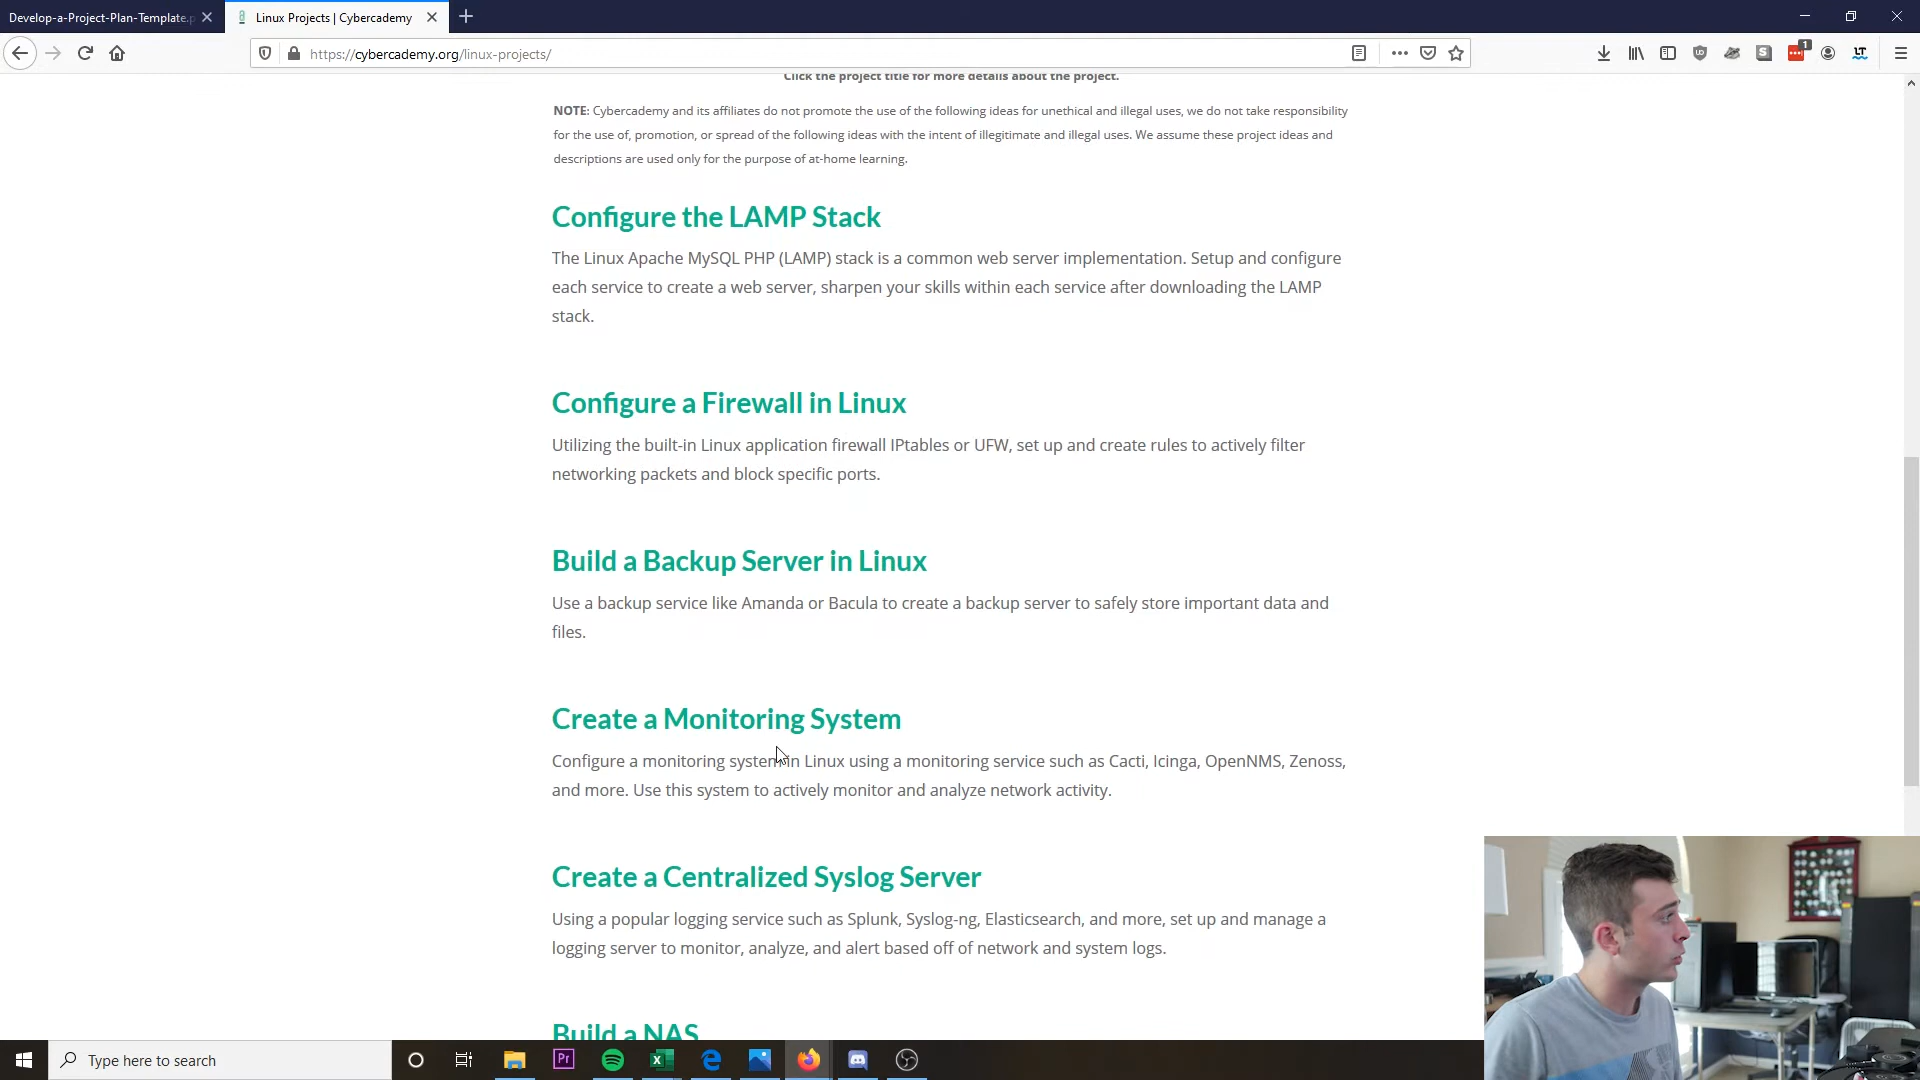 Develop-a-Project-Plan-Template.p
Linux Projects | Cybercademy
https://cybercademy.org/linux-projects/
1
Click the project title for more details about the project.
NOTE: Cybercademy and its affiliates do not promote the use of the following ideas for unethical and illegal uses, we do not take responsibility
for the use of, promotion, or spread of the following ideas with the intent of illegitimate and illegal uses. We assume these project ideas and
descriptions are used only for the purpose of at-home learning.
Configure the LAMP Stack
The Linux Apache MySQL PHP (LAMP) stack is a common web server implementation. Setup and configure
each service to create a web server, sharpen your skills within each service after downloading the LAMP
stack.
Configure a Firewall in Linux
Utilizing the built-in Linux application firewall IPtables or UFW, set up and create rules to actively filter
networking packets and block specific ports.
Build a Backup Server in Linux
Use a backup service like Amanda or Bacula to create a backup server to safely store important data and
files.
Create a Monitoring System
Configure a monitoring system in Linux using a monitoring service such as Cacti, Icinga, OpenNMS, Zenoss,
and more. Use this system to actively monitor and analyze network activity.
Create a Centralized Syslog Server
Using a popular logging service such as Splunk, Syslog-ng, Elasticsearch, and more, set up and manage a
logging server to monitor, analyze, and alert based off of network and system logs.
Build a NAS
Type here to search
Pr